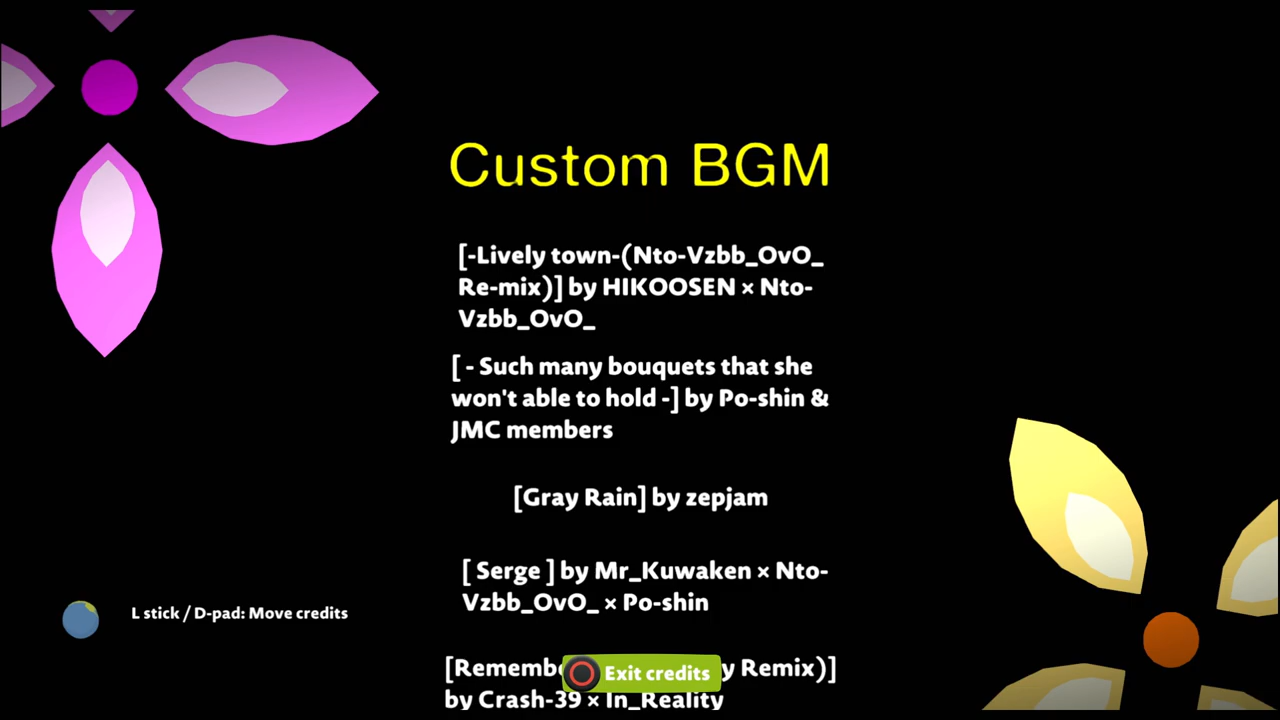 Custom BGM
[-Lively town-(Nto-Vzbb_OvO_
Re-mix)] by HIKOOSEN × Nto-
Vzbb_OvO_
[ - Such many bouquets that she
won't able to hold -] by Po-shin &
JMC members
[Gray Rain] by zepjam
[ Serge ] by Mr_Kuwaken × Nto-
Vzbb_OvO_ × Po-shin
L stick / D-pad: Move credits
Remix)]
Exit credits
by Crash-39 × In_Reality